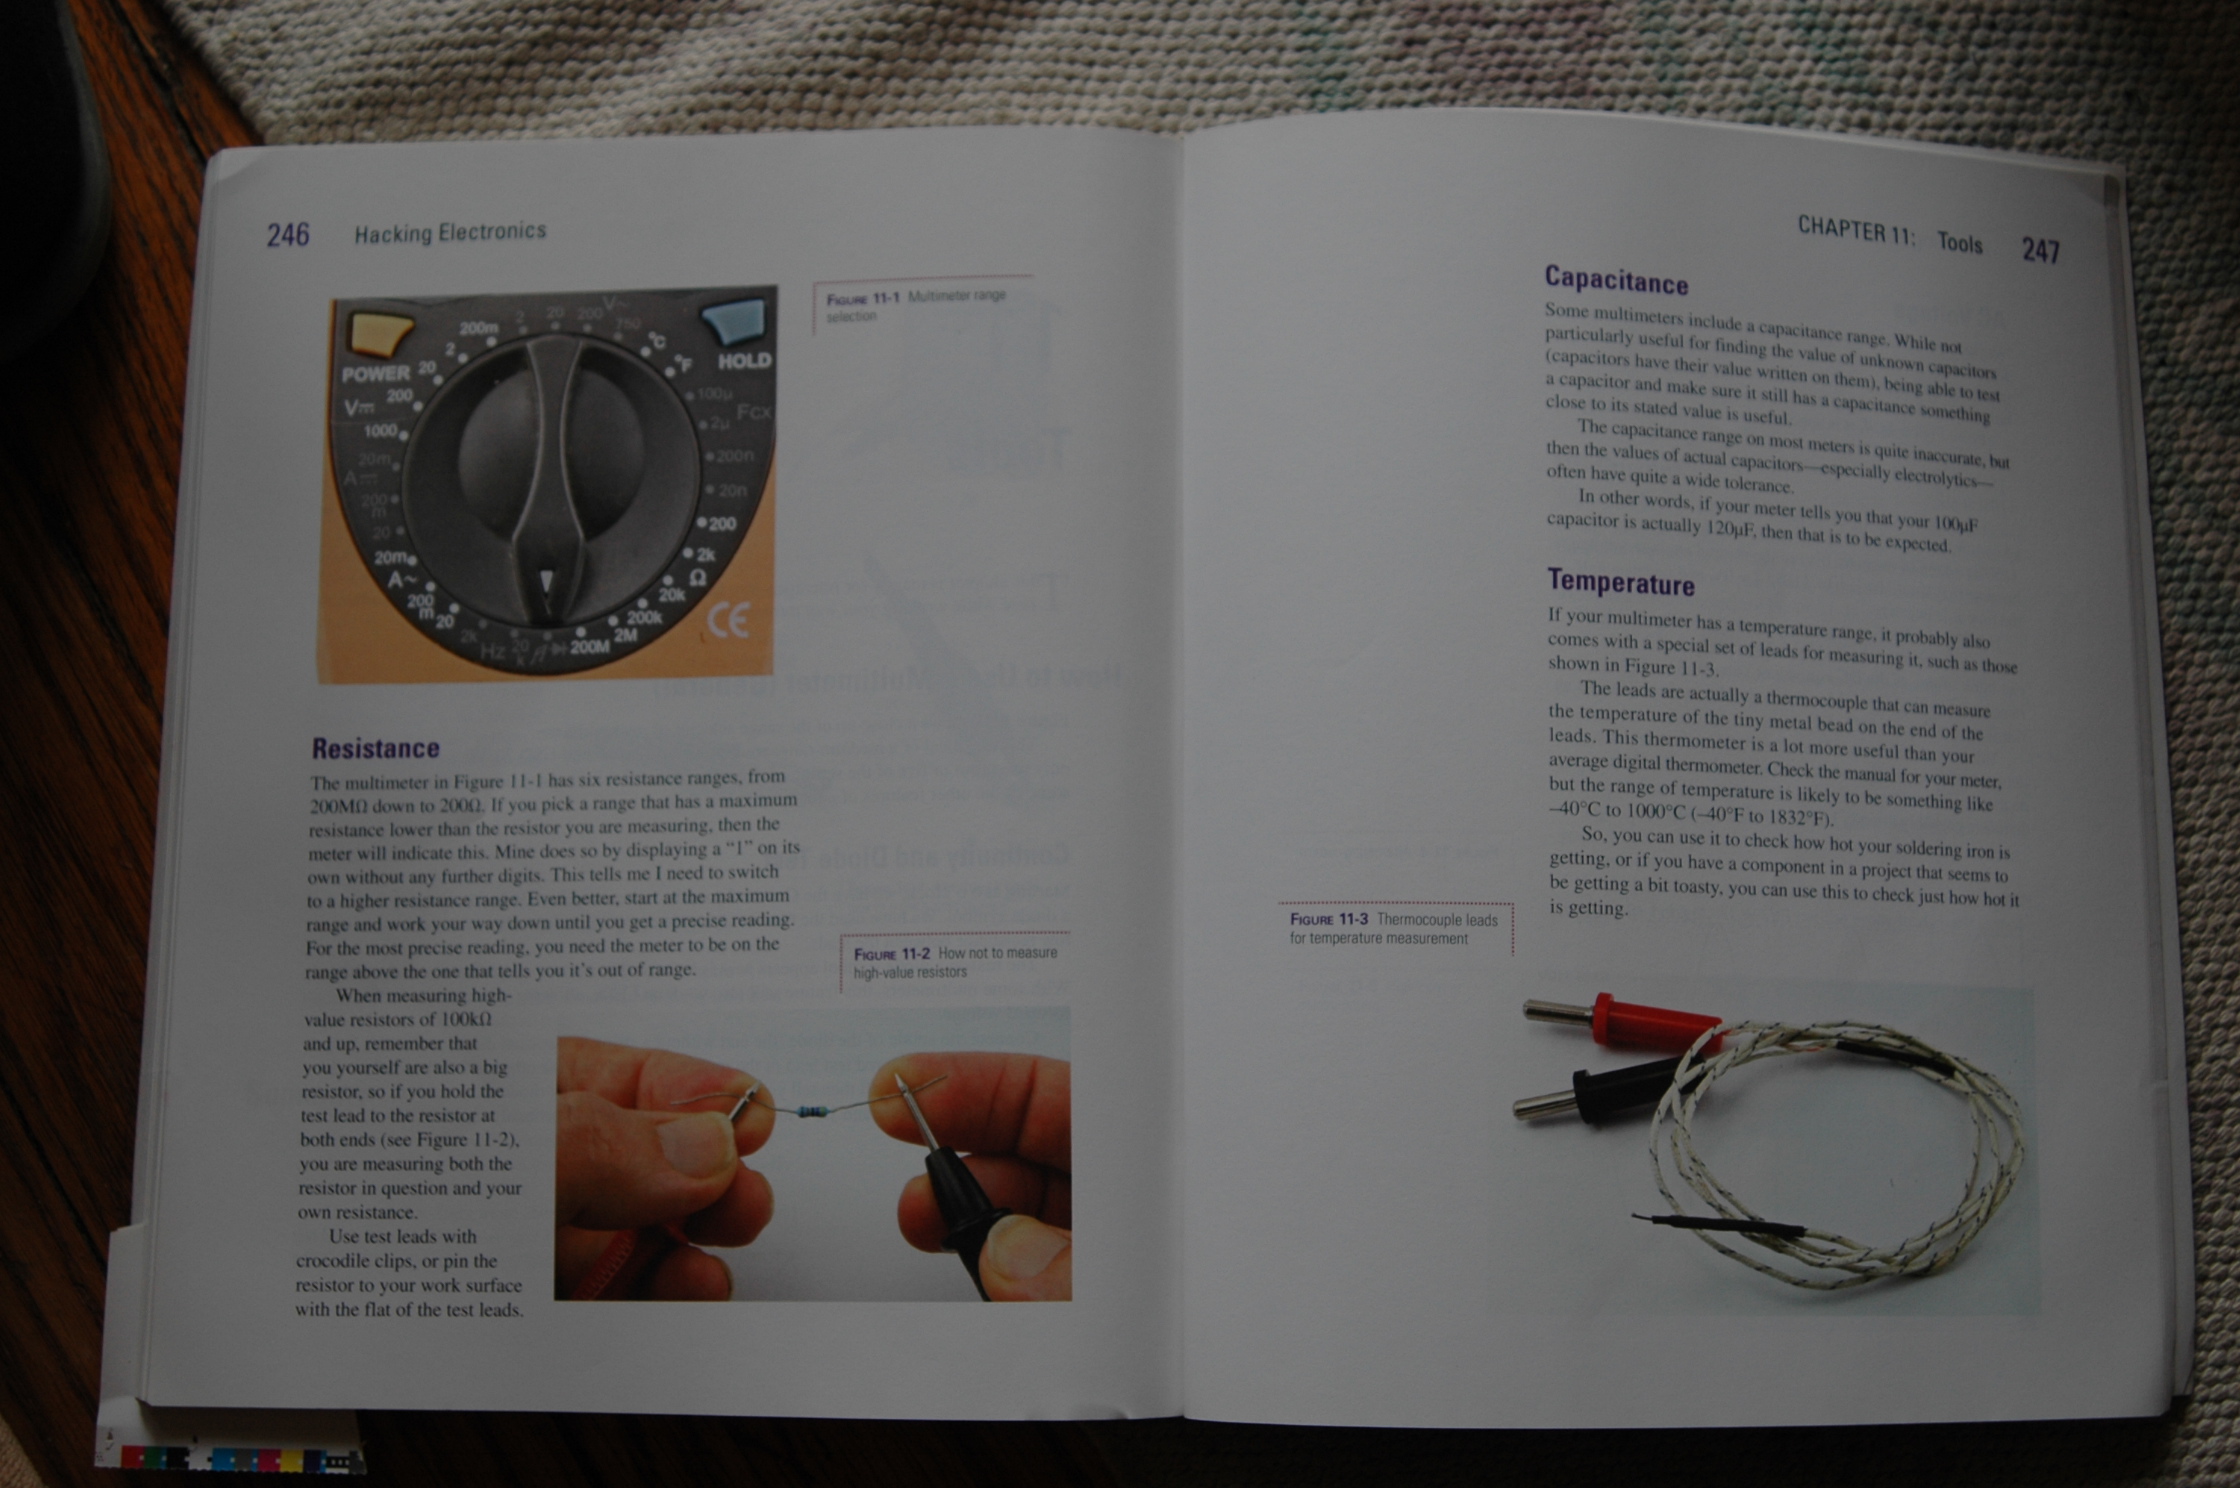 246 Hacking Electronics
FIGURE 11-1 Multimeter range
selection
POWER
HOLD
V
200m
2
20
200
1000
V~
2
20
200
750
°C
°F
100µ
2µ
Fcx
200n
20n
200
2k
Ω
20k
200k
2M
200M
Hz
20
2k
20
200
m
A~
20m
20
200
m
A
20m
CE
Resistance
The multimeter in Figure 11-1 has six resistance ranges, from
200MΩ down to 200Ω. If you pick a range that has a maximum
resistance lower than the resistor you are measuring, then the
meter will indicate this. Mine does so by displaying a “1” on its
own without any further digits. This tells me I need to switch
to a higher resistance range. Even better, start at the maximum
range and work your way down until you get a precise reading.
For the most precise reading, you need the meter to be on the
range above the one that tells you it’s out of range.
When measuring high-
value resistors of 100kΩ
and up, remember that
you yourself are also a big
resistor, so if you hold the
test lead to the resistor at
both ends (see Figure 11-2),
you are measuring both the
resistor in question and your
own resistance.
Use test leads with
crocodile clips, or pin the
resistor to your work surface
with the flat of the test leads.
FIGURE 11-2 How not to measure
high-value resistors
CHAPTER 11: Tools 247
Capacitance
Some multimeters include a capacitance range. While not
particularly useful for finding the value of unknown capacitors
(capacitors have their value written on them), being able to test
a capacitor and make sure it still has a capacitance something
close to its stated value is useful.
The capacitance range on most meters is quite inaccurate, but
then the values of actual capacitors—especially electrolytics—
often have quite a wide tolerance.
In other words, if your meter tells you that your 100µF
capacitor is actually 120µF, then that is to be expected.
Temperature
If your multimeter has a temperature range, it probably also
comes with a special set of leads for measuring it, such as those
shown in Figure 11-3.
The leads are actually a thermocouple that can measure
the temperature of the tiny metal bead on the end of the
leads. This thermometer is a lot more useful than your
average digital thermometer. Check the manual for your meter,
but the range of temperature is likely to be something like
–40°C to 1000°C (–40°F to 1832°F).
So, you can use it to check how hot your soldering iron is
getting, or if you have a component in a project that seems to
be getting a bit toasty, you can use this to check just how hot it
is getting.
FIGURE 11-3 Thermocouple leads
for temperature measurement